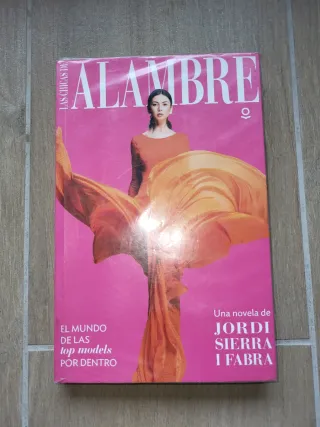 LAS CHICAS DE
ALAMBRE
EL MUNDO
DE LAS
top models
POR DENTRO
Una novela de
JORDI
SIERRA
I FABRA